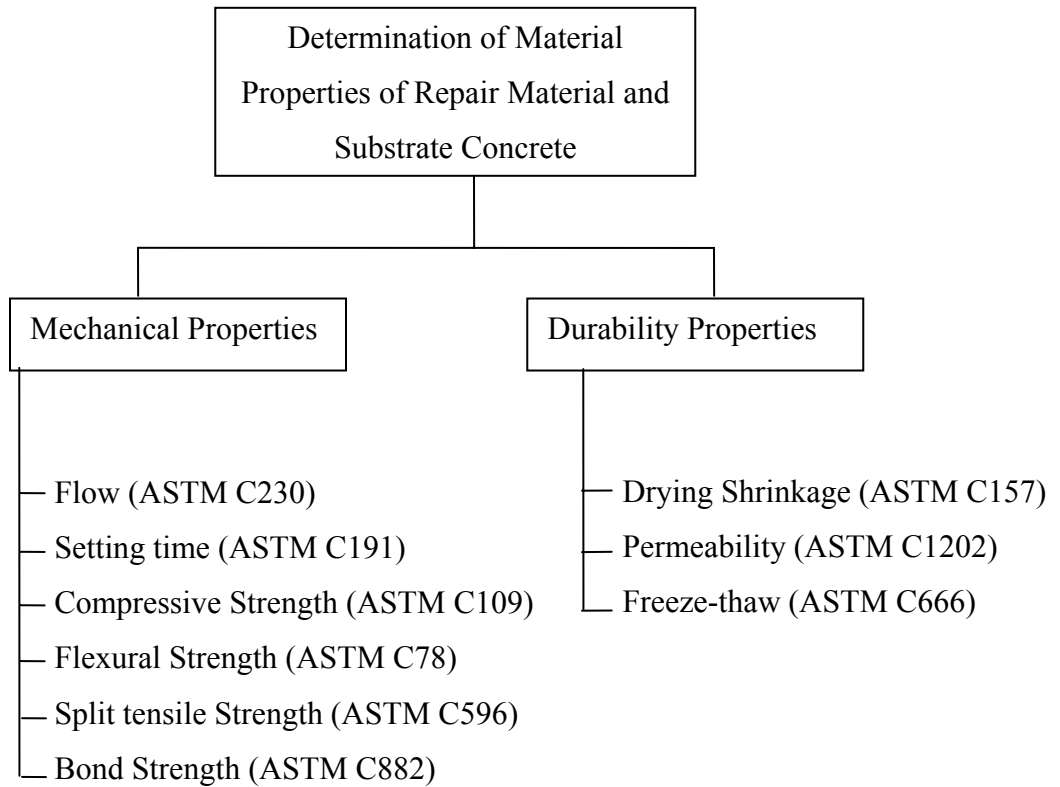 Determination of Material
Properties of Repair Material and
Substrate Concrete
Mechanical Properties
Flow (ASTM C230)
Setting time (ASTM C191)
Compressive Strength (ASTM C109)
Flexural Strength (ASTM C78)
Split tensile Strength (ASTM C596)
Bond Strength (ASTM C882)
Durability Properties
Drying Shrinkage (ASTM C157)
Permeability (ASTM C1202)
Freeze-thaw (ASTM C666)